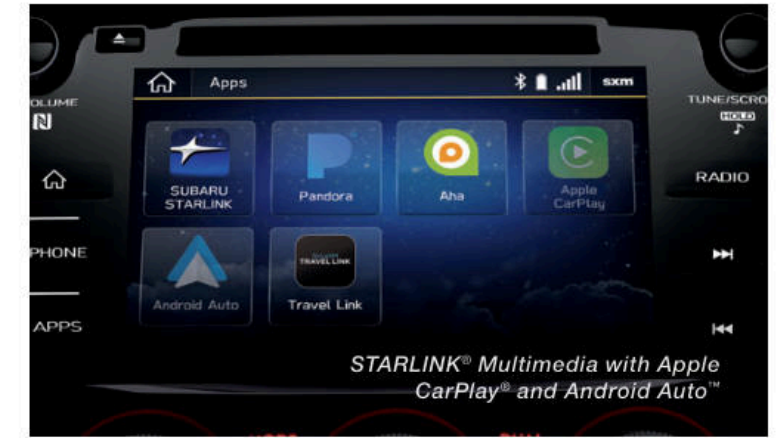 Apps
sxm
OLUME
TUNE/SCRO
HOLD
RADIO
SUBARU
STARLINK
Pandora
Aha
Apple
CarPlay
PHONE
TRAVEL LINK
Android Auto
Travel Link
APPS
STARLINK® Multimedia with Apple
CarPlay® and Android Auto™